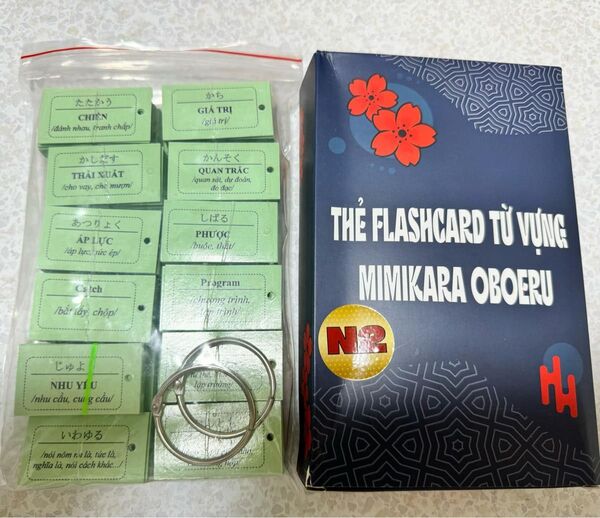 たたかう
CHIẾN
/đánh nhau, tranh chấp/
かち
GIÁ TRỊ
/giá trị/
かしだす
THẢI XUẤT
/cho vay, cho mượn/
かんそく
QUAN TRẮC
/quan sát, dự đoán,
đo đạc/
あつりょく
ÁP LỰC
/áp lực, sức ép/
しばる
PHƯỢC
/buộc, thắt/
Catch
/bắt lấy, chộp/
Program
/chương trình,
lập trình/
じゅよ
NHU YẾU
/nhu cầu, cung cầu/
いわゆる
/nói nôm na là, tức là,
nghĩa là, nói cách khác.../
THẺ FLASHCARD TỪ VỰNG
MIMIKARA OBOERU
N2